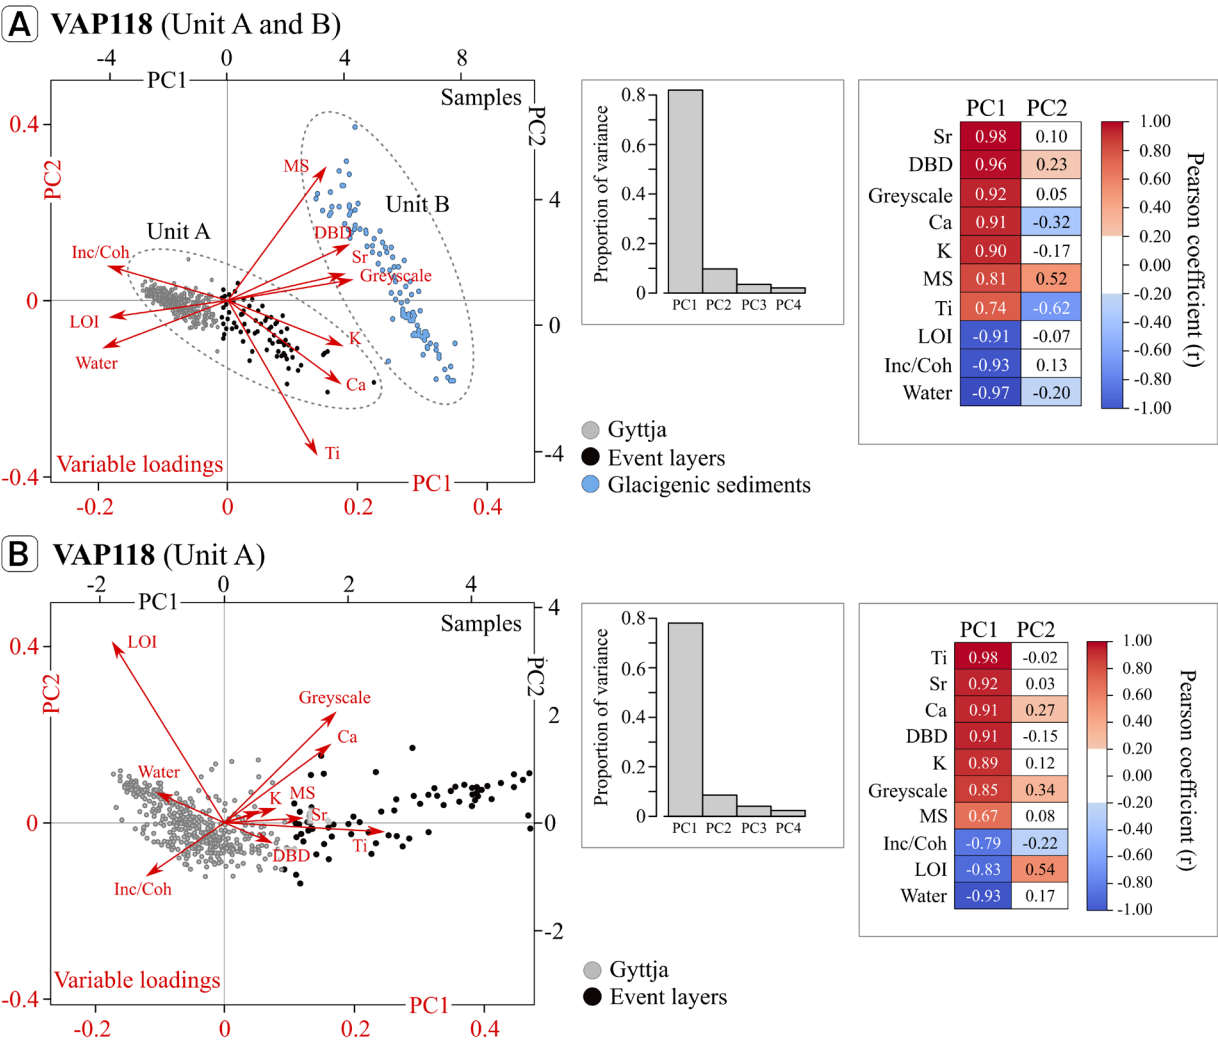 A VAP118 (Unit A and B)
-4 0 4 8
PC1
Samples
PC2
0.4
PC2
MS
4
Unit B
Unit A
DBD
Inc/Coh
Sr
Greyscale
0
0
LOI
K
Water
Ca
Ti
-4
Variable loadings
PC1
-0.4
-0.2 0 0.2 0.4
Proportion of variance
0.8
0.6
0.4
0.2
0
PC1 PC2 PC3 PC4
Gyttja
Event layers
Glacigenic sediments
PC1 PC2
Sr 0.98 0.10
DBD 0.96 0.23
Greyscale 0.92 0.05
Ca 0.91 -0.32
K 0.90 -0.17
MS 0.81 0.52
Ti 0.74 -0.62
LOI -0.91 -0.07
Inc/Coh -0.93 0.13
Water -0.97 -0.20
1.00
0.80
0.60
0.40
0.20
0.00
-0.20
-0.40
-0.60
-0.80
-1.00
Pearson coefficient (r)
B VAP118 (Unit A)
-2 0 2 4
PC1
4
Samples
0.4
LOI
PC2
PC2
Greyscale
2
Ca
Water
K MS
Sr
0
0
Ti
DBD
Inc/Coh
-2
Variable loadings
PC1
-0.4
-0.2 0 0.2 0.4
Proportion of variance
0.8
0.6
0.4
0.2
0
PC1 PC2 PC3 PC4
Gyttja
Event layers
PC1 PC2
Ti 0.98 -0.02
Sr 0.92 0.03
Ca 0.91 0.27
DBD 0.91 -0.15
K 0.89 0.12
Greyscale 0.85 0.34
MS 0.67 0.08
Inc/Coh -0.79 -0.22
LOI -0.83 0.54
Water -0.93 0.17
1.00
0.80
0.60
0.40
0.20
0.00
-0.20
-0.40
-0.60
-0.80
-1.00
Pearson coefficient (r)